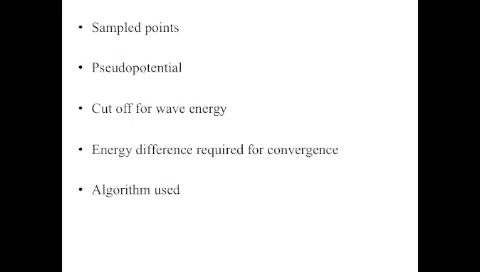 • Sampled points
• Pseudopotential
• Cut off for wave energy
• Energy difference required for convergence
• Algorithm used